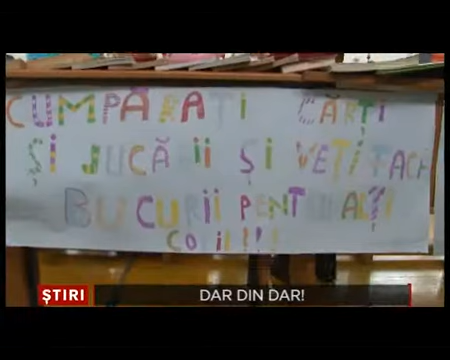 CUMPĂRAȚI CĂRȚI
ȘI JUCĂRII ȘI VEȚI FACE
BUCURII PENTRU ALȚI
COPII!!!
ȘTIRI DAR DIN DAR!